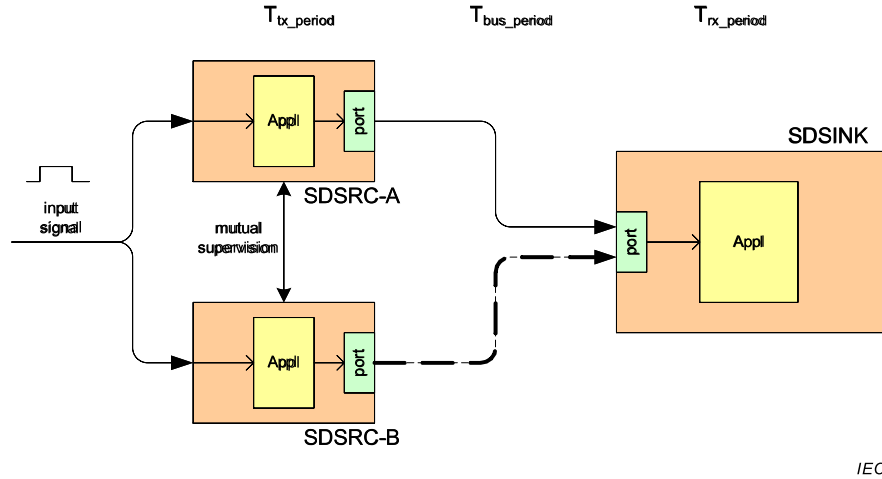 Ttx_period
Tbus_period
Trx_period
Appl
port
SDSRC-A
SDSINK
input
signal
mutual
supervision
port
Appl
Appl
port
SDSRC-B
IEC